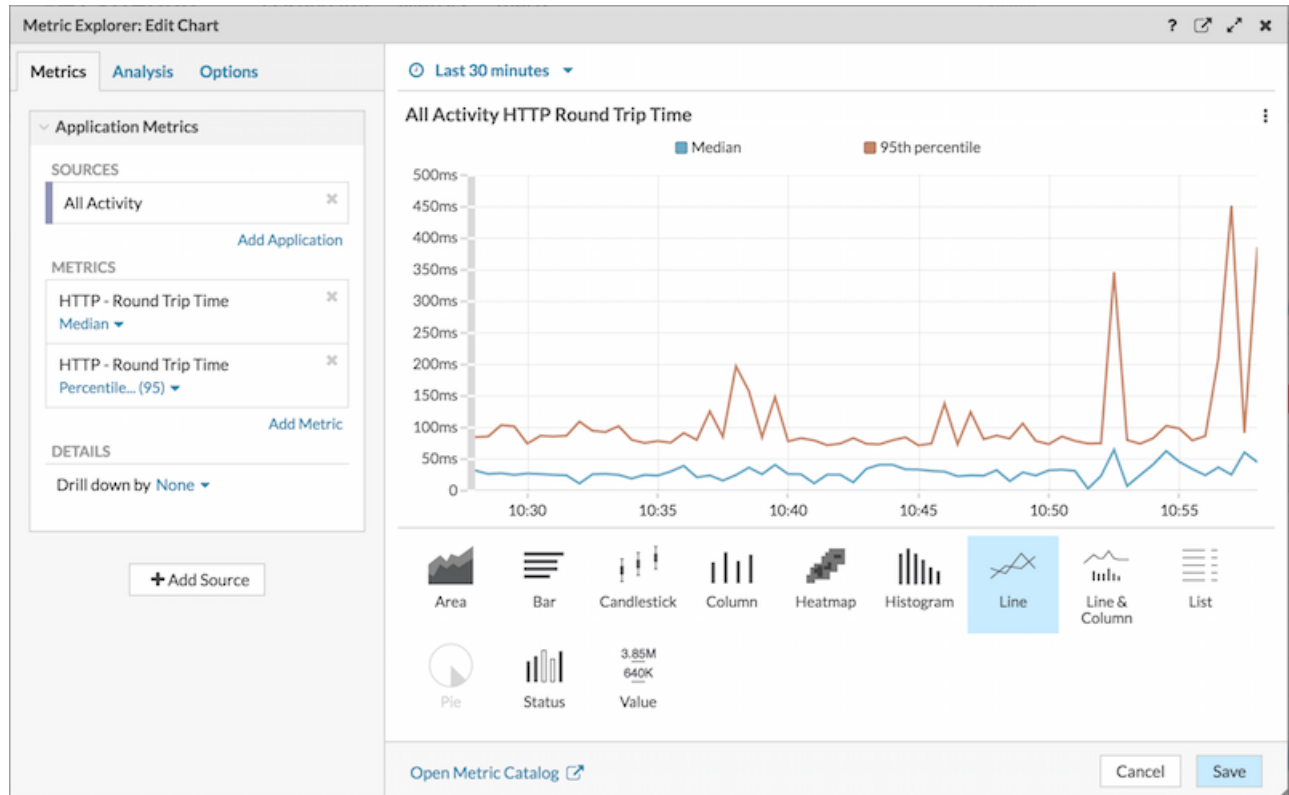 Metric Explorer: Edit Chart
?
Metrics
Analysis
Options
Application Metrics
SOURCES
All Activity
Add Application
METRICS
HTTP - Round Trip Time
Median
HTTP - Round Trip Time
Percentile... (95)
Add Metric
DETAILS
Drill down by None
+ Add Source
Last 30 minutes
All Activity HTTP Round Trip Time
Median
95th percentile
500ms
450ms
400ms
350ms
300ms
250ms
200ms
150ms
100ms
50ms
0
10:30
10:35
10:40
10:45
10:50
10:55
Area
Bar
Candlestick
Column
Heatmap
Histogram
Line
Line &
Column
List
Pie
Status
3.85M
640K
Value
Open Metric Catalog
Cancel
Save